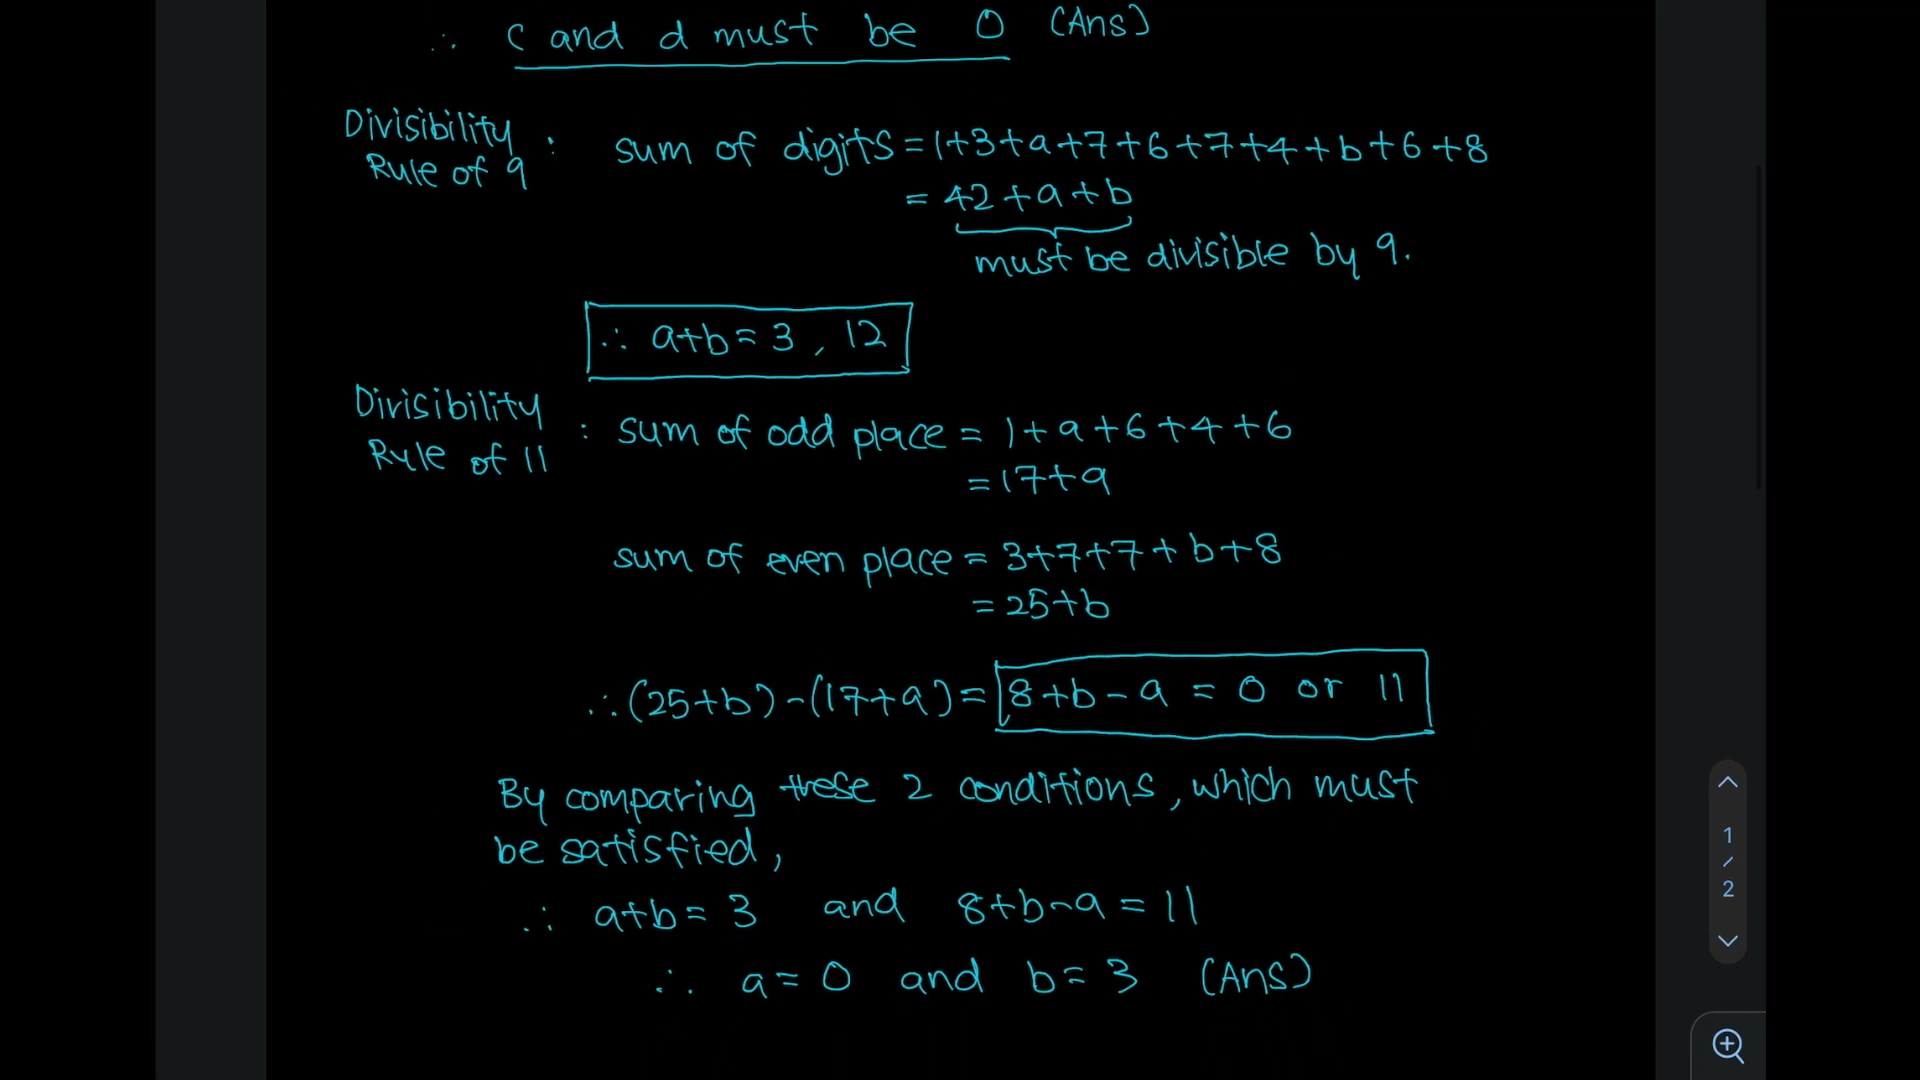 ∴ c and d must be 0 (Ans)
Divisibility Rule of 9 : sum of digits = 1+3+a+7+6+7+4+b+6+8
= 42+a+b
must be divisible by 9.
∴ a+b = 3, 12
Divisibility Rule of 11 : sum of odd place = 1+a+6+4+6
= 17+a
sum of even place = 3+7+7+b+8
= 25+b
∴ (25+b)-(17+a) = 8+b-a = 0 or 11
By comparing these 2 conditions, which must
be satisfied,
∴ a+b = 3 and 8+b-a = 11
∴ a = 0 and b = 3 (Ans)
1
/
2